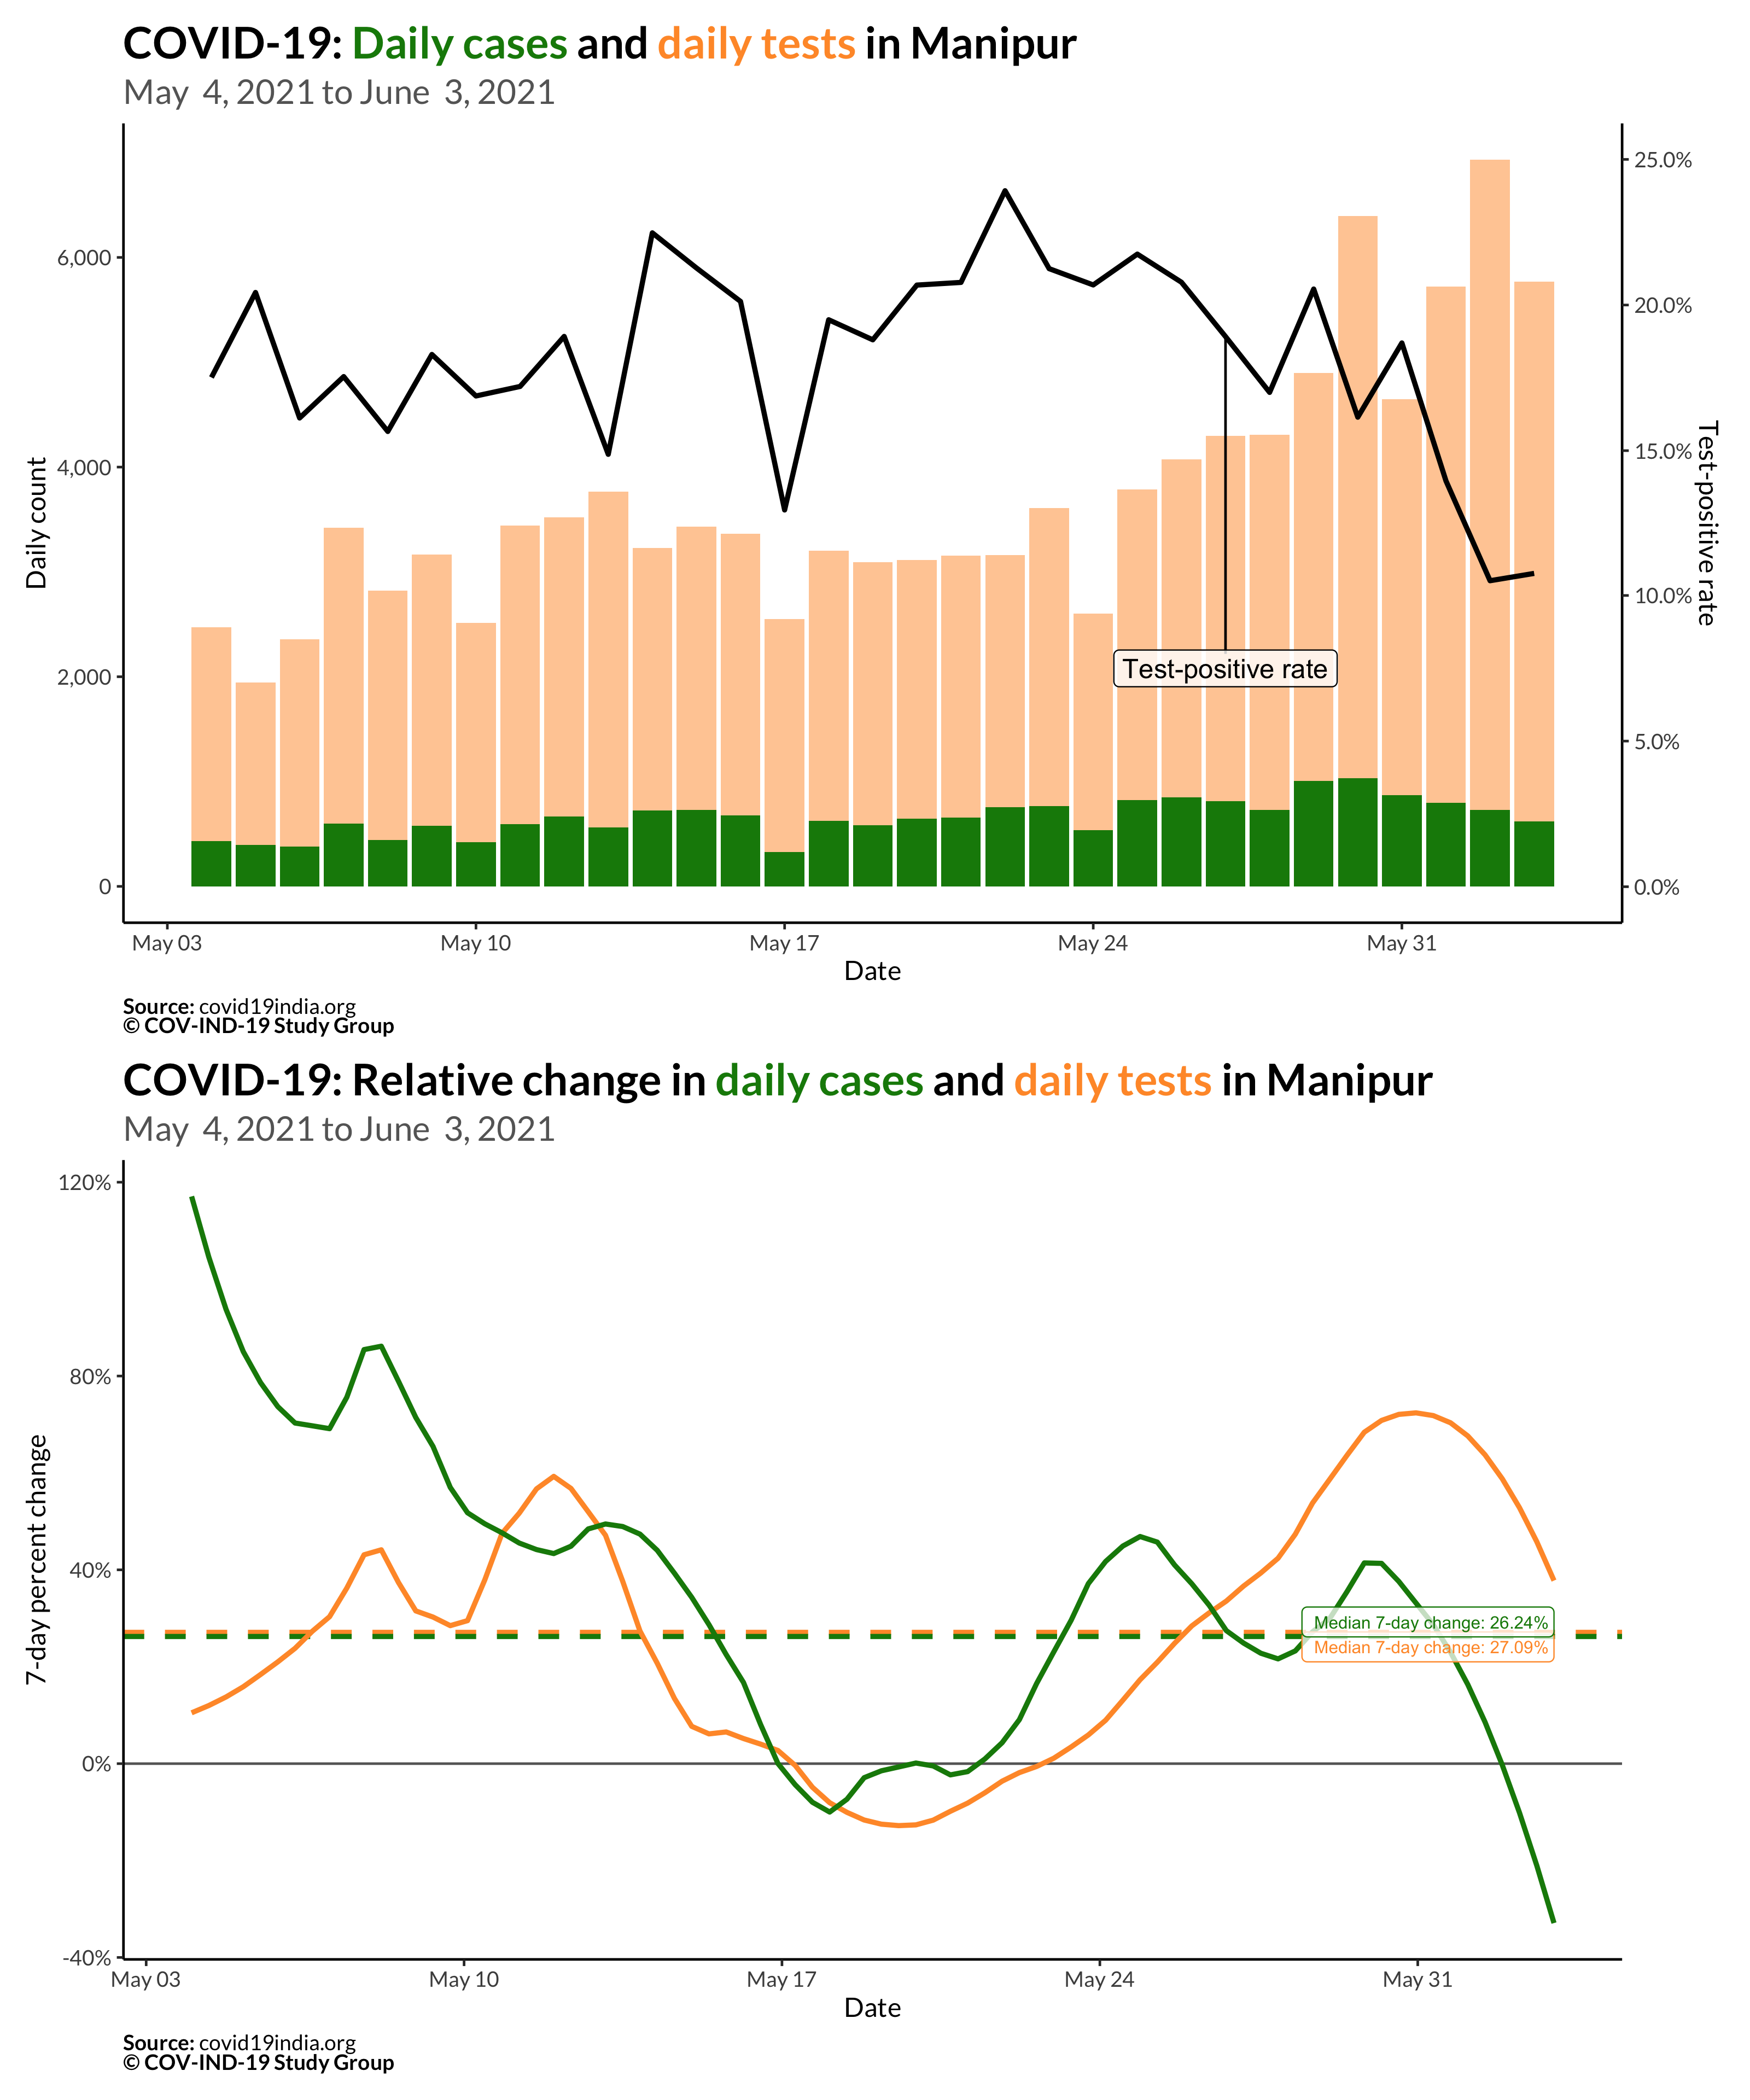 COVID-19: Daily cases and daily tests in Manipur
May 4, 2021 to June 3, 2021
25.0%
6,000
20.0%
4,000
15.0%
Daily count
Test-positive rate
10.0%
2,000
Test-positive rate
5.0%
0
0.0%
May 03
May 10
May 17
May 24
May 31
Date
Source: covid19india.org
© COV-IND-19 Study Group
COVID-19: Relative change in daily cases and daily tests in Manipur
May 4, 2021 to June 3, 2021
120%
80%
7-day percent change
40%
Median 7-day change: 26.24%
Median 7-day change: 27.09%
0%
-40%
May 03
May 10
May 17
May 24
May 31
Date
Source: covid19india.org
© COV-IND-19 Study Group